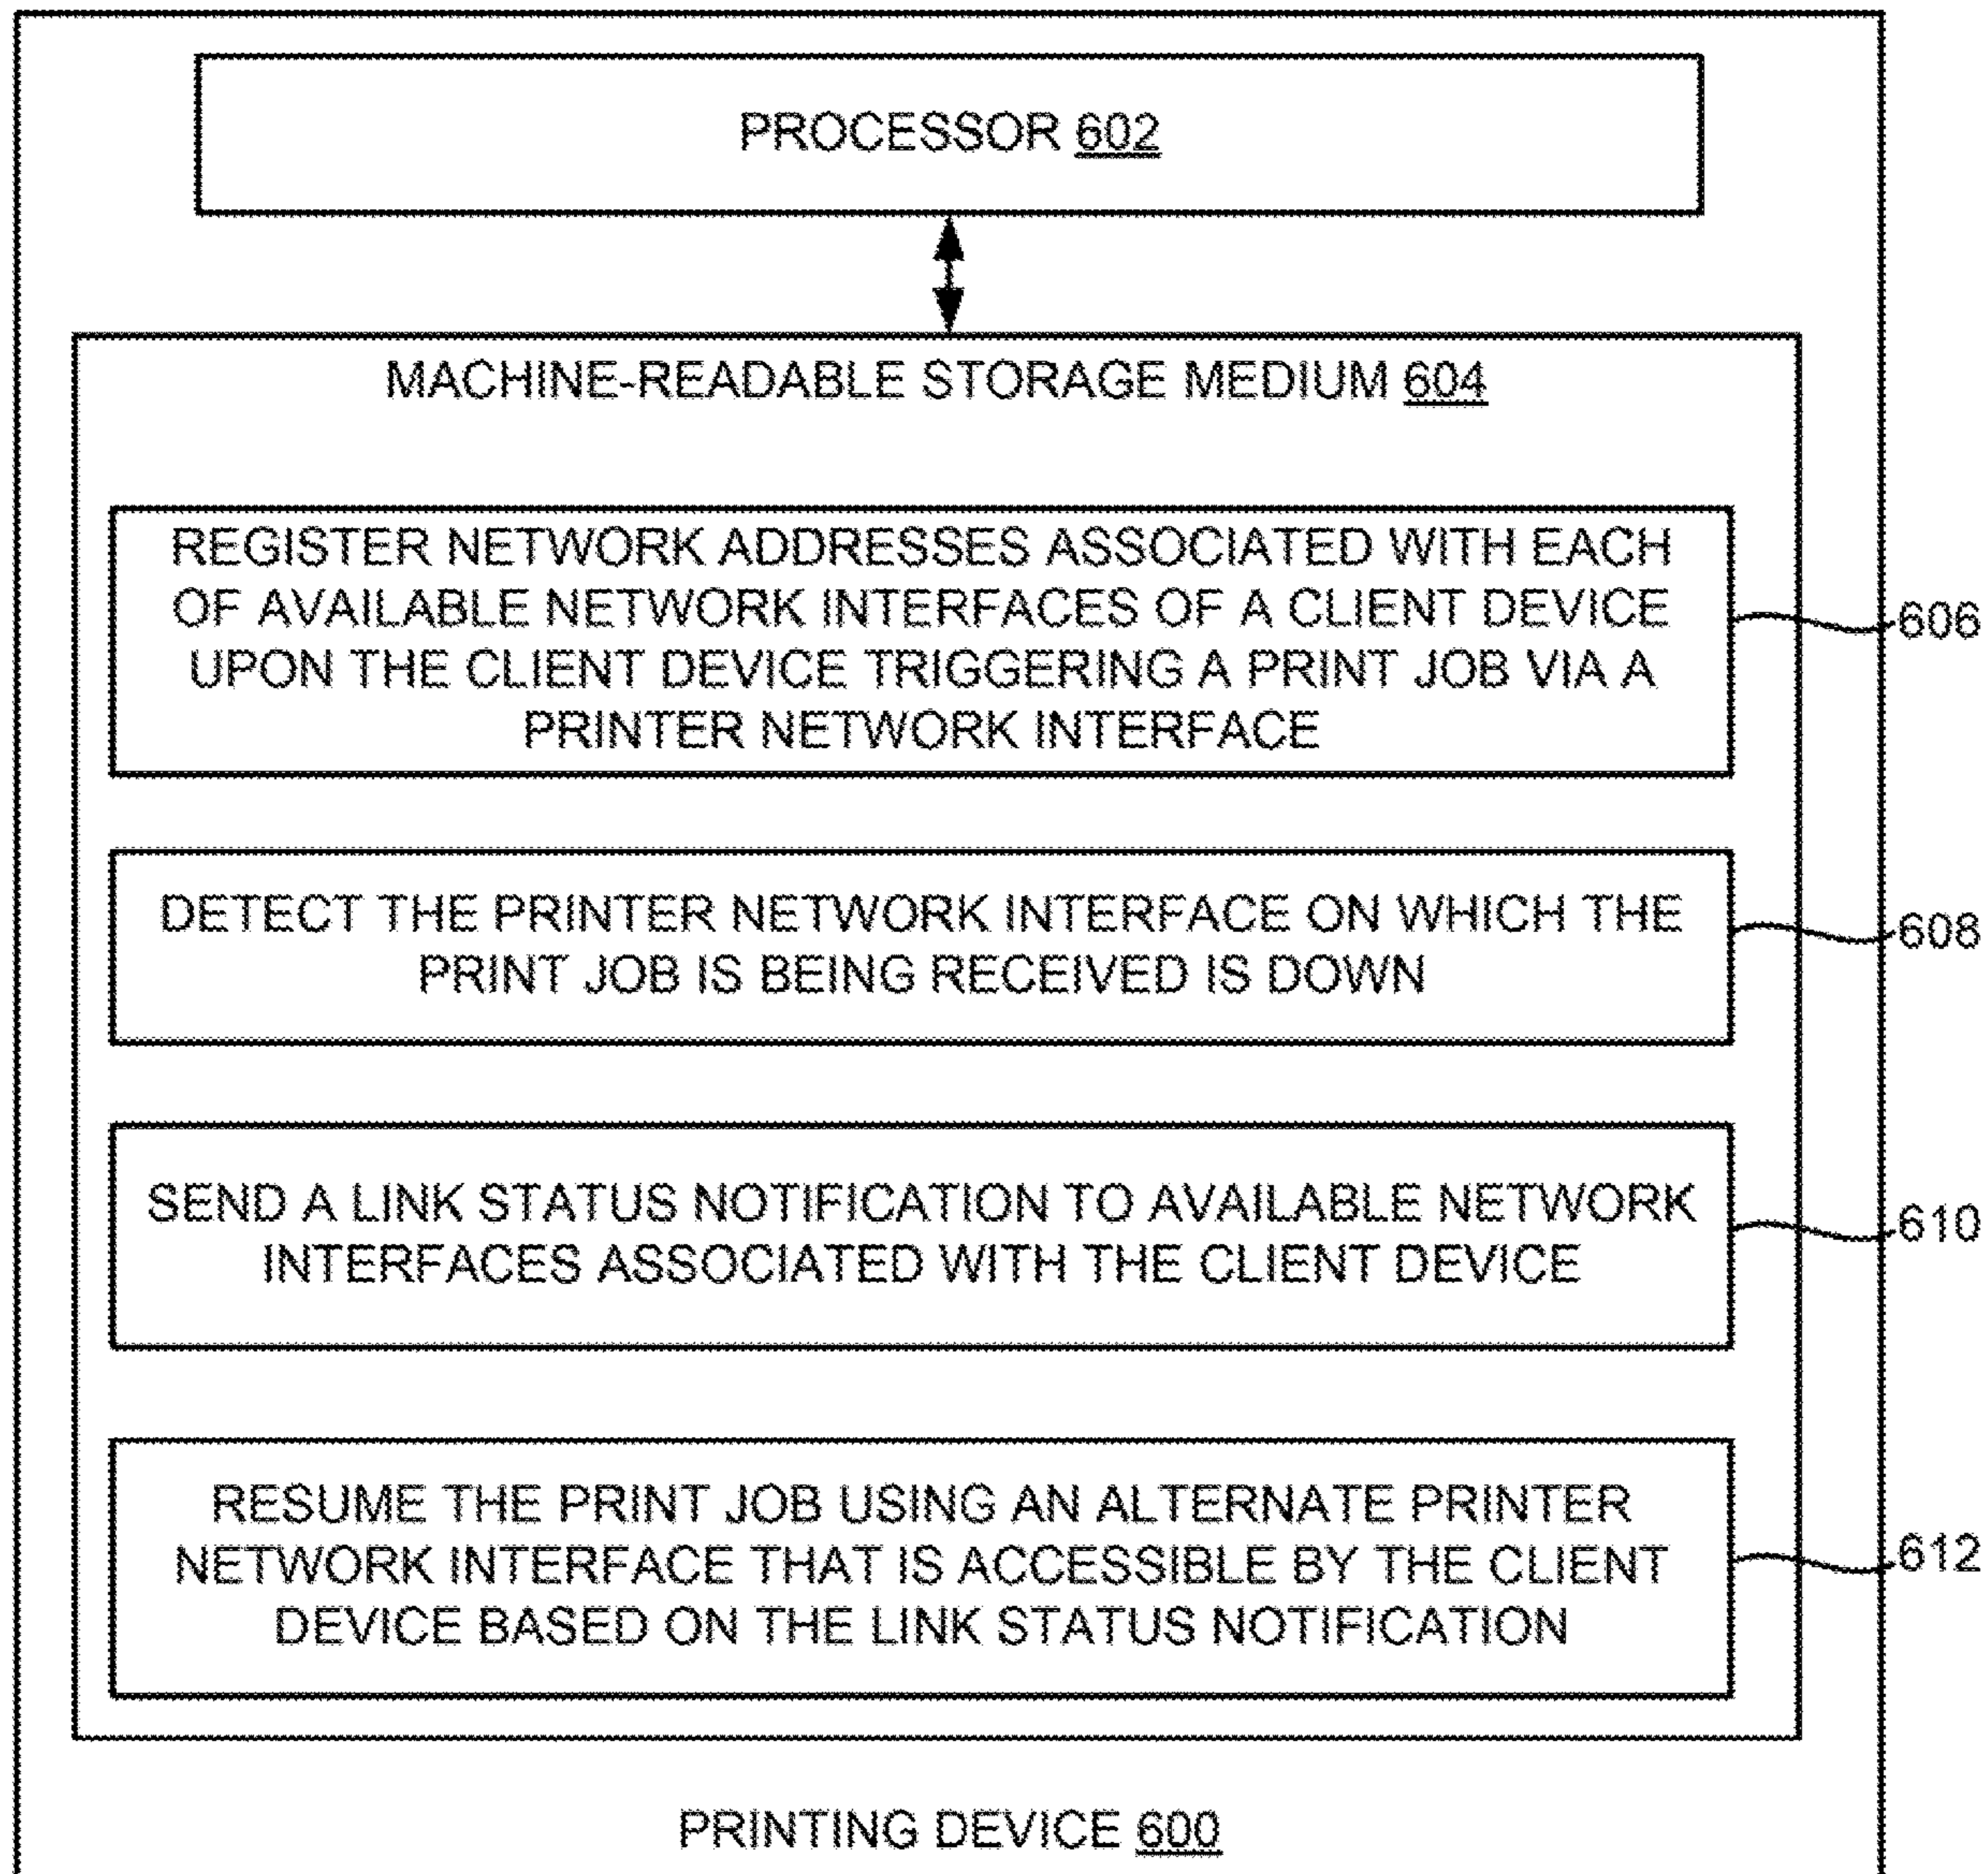 PROCESSOR 602
MACHINE-READABLE STORAGE MEDIUM 604
REGISTER NETWORK ADDRESSES ASSOCIATED WITH EACH
OF AVAILABLE NETWORK INTERFACES OF A CLIENT DEVICE
UPON THE CLIENT DEVICE TRIGGERING A PRINT JOB VIA A
PRINTER NETWORK INTERFACE
606
DETECT THE PRINTER NETWORK INTERFACE ON WHICH THE
PRINT JOB IS BEING RECEIVED IS DOWN
608
SEND A LINK STATUS NOTIFICATION TO AVAILABLE NETWORK
INTERFACES ASSOCIATED WITH THE CLIENT DEVICE
610
RESUME THE PRINT JOB USING AN ALTERNATE PRINTER
NETWORK INTERFACE THAT IS ACCESSIBLE BY THE CLIENT
DEVICE BASED ON THE LINK STATUS NOTIFICATION
612
PRINTING DEVICE 600